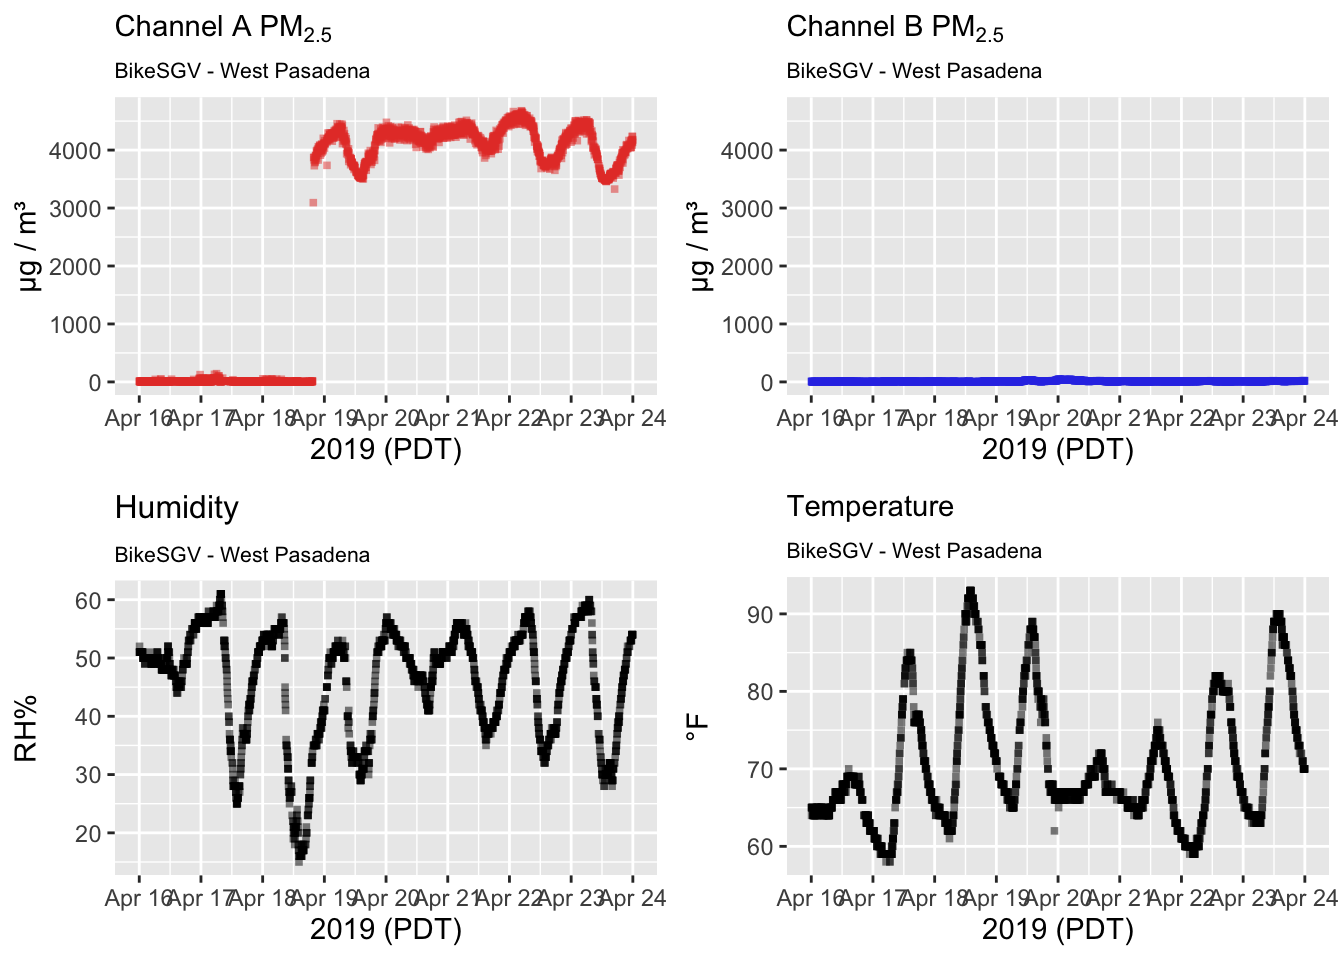 Channel A PM2.5
BikeSGV - West Pasadena
µg / m³
4000
3000
2000
1000
0
Apr 16 Apr 17 Apr 18 Apr 19 Apr 20 Apr 21 Apr 22 Apr 23 Apr 24
2019 (PDT)
Channel B PM2.5
BikeSGV - West Pasadena
µg / m³
4000
3000
2000
1000
0
Apr 16 Apr 17 Apr 18 Apr 19 Apr 20 Apr 21 Apr 22 Apr 23 Apr 24
2019 (PDT)
Humidity
BikeSGV - West Pasadena
RH%
60
50
40
30
20
Apr 16 Apr 17 Apr 18 Apr 19 Apr 20 Apr 21 Apr 22 Apr 23 Apr 24
2019 (PDT)
Temperature
BikeSGV - West Pasadena
°F
90
80
70
60
Apr 16 Apr 17 Apr 18 Apr 19 Apr 20 Apr 21 Apr 22 Apr 23 Apr 24
2019 (PDT)